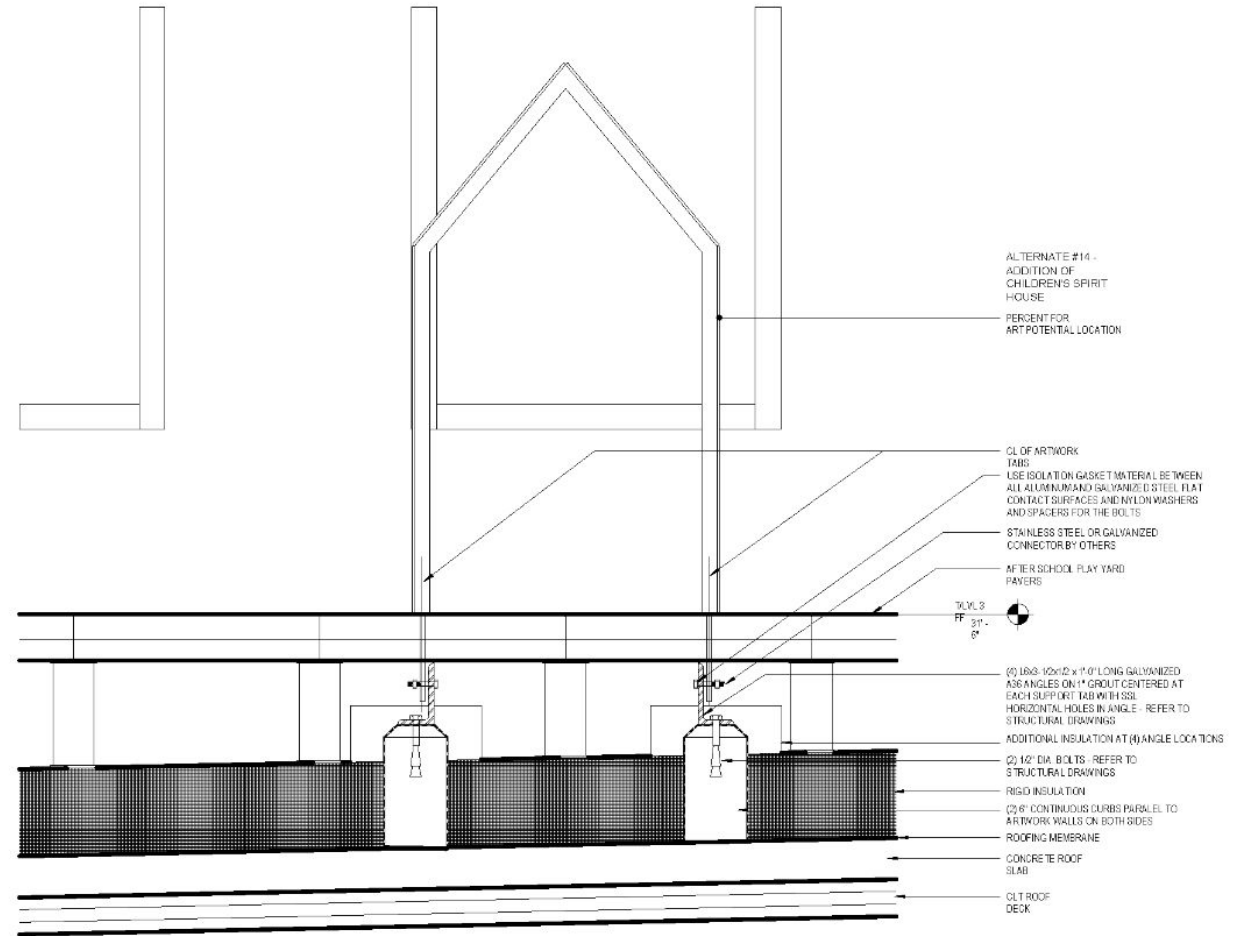 ALTERNATE #14 -
ADDITION OF
CHILDREN'S SPIRIT
HOUSE
PERCENT FOR
ART POTENTIAL LOCATION
CL OF ARTWORK
TABS
USE ISOLATION GASKET MATERIAL BETWEEN
ALL ALUMINUM AND GALVANIZED STEEL FLAT
CONTACT SURFACES AND NYLON WASHERS
AND SPACERS FOR THE BOLTS
STAINLESS STEEL OR GALVANIZED
CONNECTOR BY OTHERS
AFTER SCHOOL PLAY YARD
PAVERS
T/LVL 3
FF 31' -
6"
(4) L6x3-1/2x1/2 x 1'-0" LONG GALVANIZED
A36 ANGLES ON 1" GROUT CENTERED AT
EACH SUPPORT TAB WITH SSL
HORIZONTAL HOLES IN ANGLE - REFER TO
STRUCTURAL DRAWINGS
ADDITIONAL INSULATION AT (4) ANGLE LOCATIONS
(2) 1/2" DIA. BOLTS - REFER TO
STRUCTURAL DRAWINGS
RIGID INSULATION
(2) 6" CONTINUOUS CURBS PARALEL TO
ARTWORK WALLS ON BOTH SIDES
ROOFING MEMBRANE
CONCRETE ROOF
SLAB
CLT ROOF
DECK